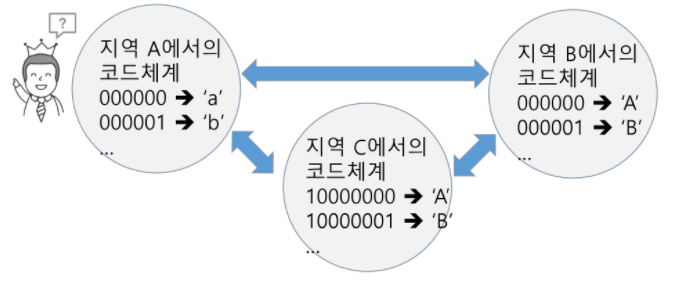 ?
지역 A에서의
코드체계
000000 ➔ 'a'
000001 ➔ 'b'
...
지역 B에서의
코드체계
000000 ➔ 'A'
000001 ➔ 'B'
...
지역 C에서의
코드체계
10000000 ➔ 'A'
10000001 ➔ 'B'
...